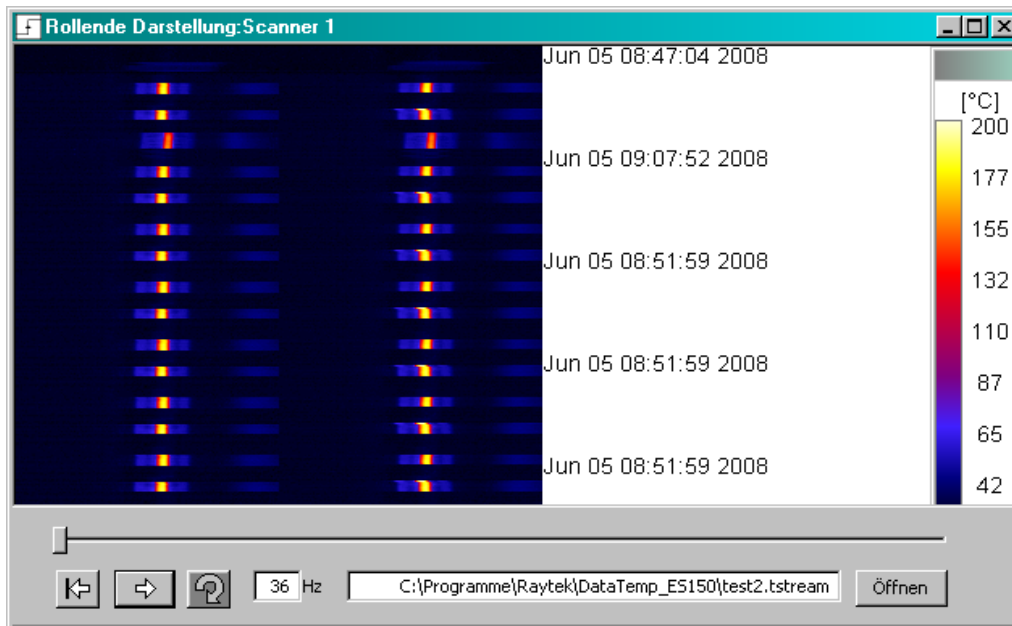 Rollende Darstellung:Scanner 1
Jun 05 08:47:04 2008
Jun 05 09:07:52 2008
Jun 05 08:51:59 2008
Jun 05 08:51:59 2008
Jun 05 08:51:59 2008
[°C]
200
177
155
132
110
87
65
42
36 Hz C:\Programme\Raytek\DataTemp_ES150\test2.tstream Öffnen